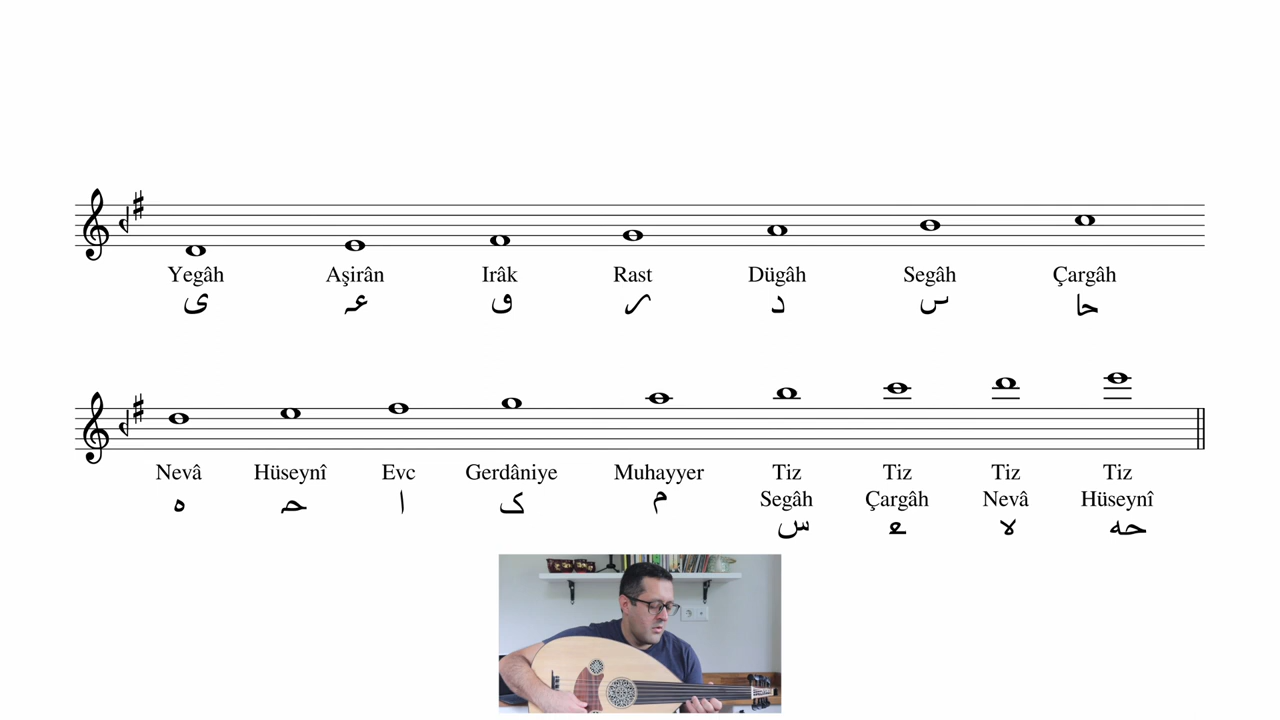 Yegâh Aşirân Irâk Rast Dügâh Segâh Çargâh
ى عـ ق ر د س حا
Nevâ Hüseynî Evc Gerdâniye Muhayyer Tiz Tiz Tiz Tiz
Segâh Çargâh Nevâ Hüseynî
ه حـ ا ک م س لا حه